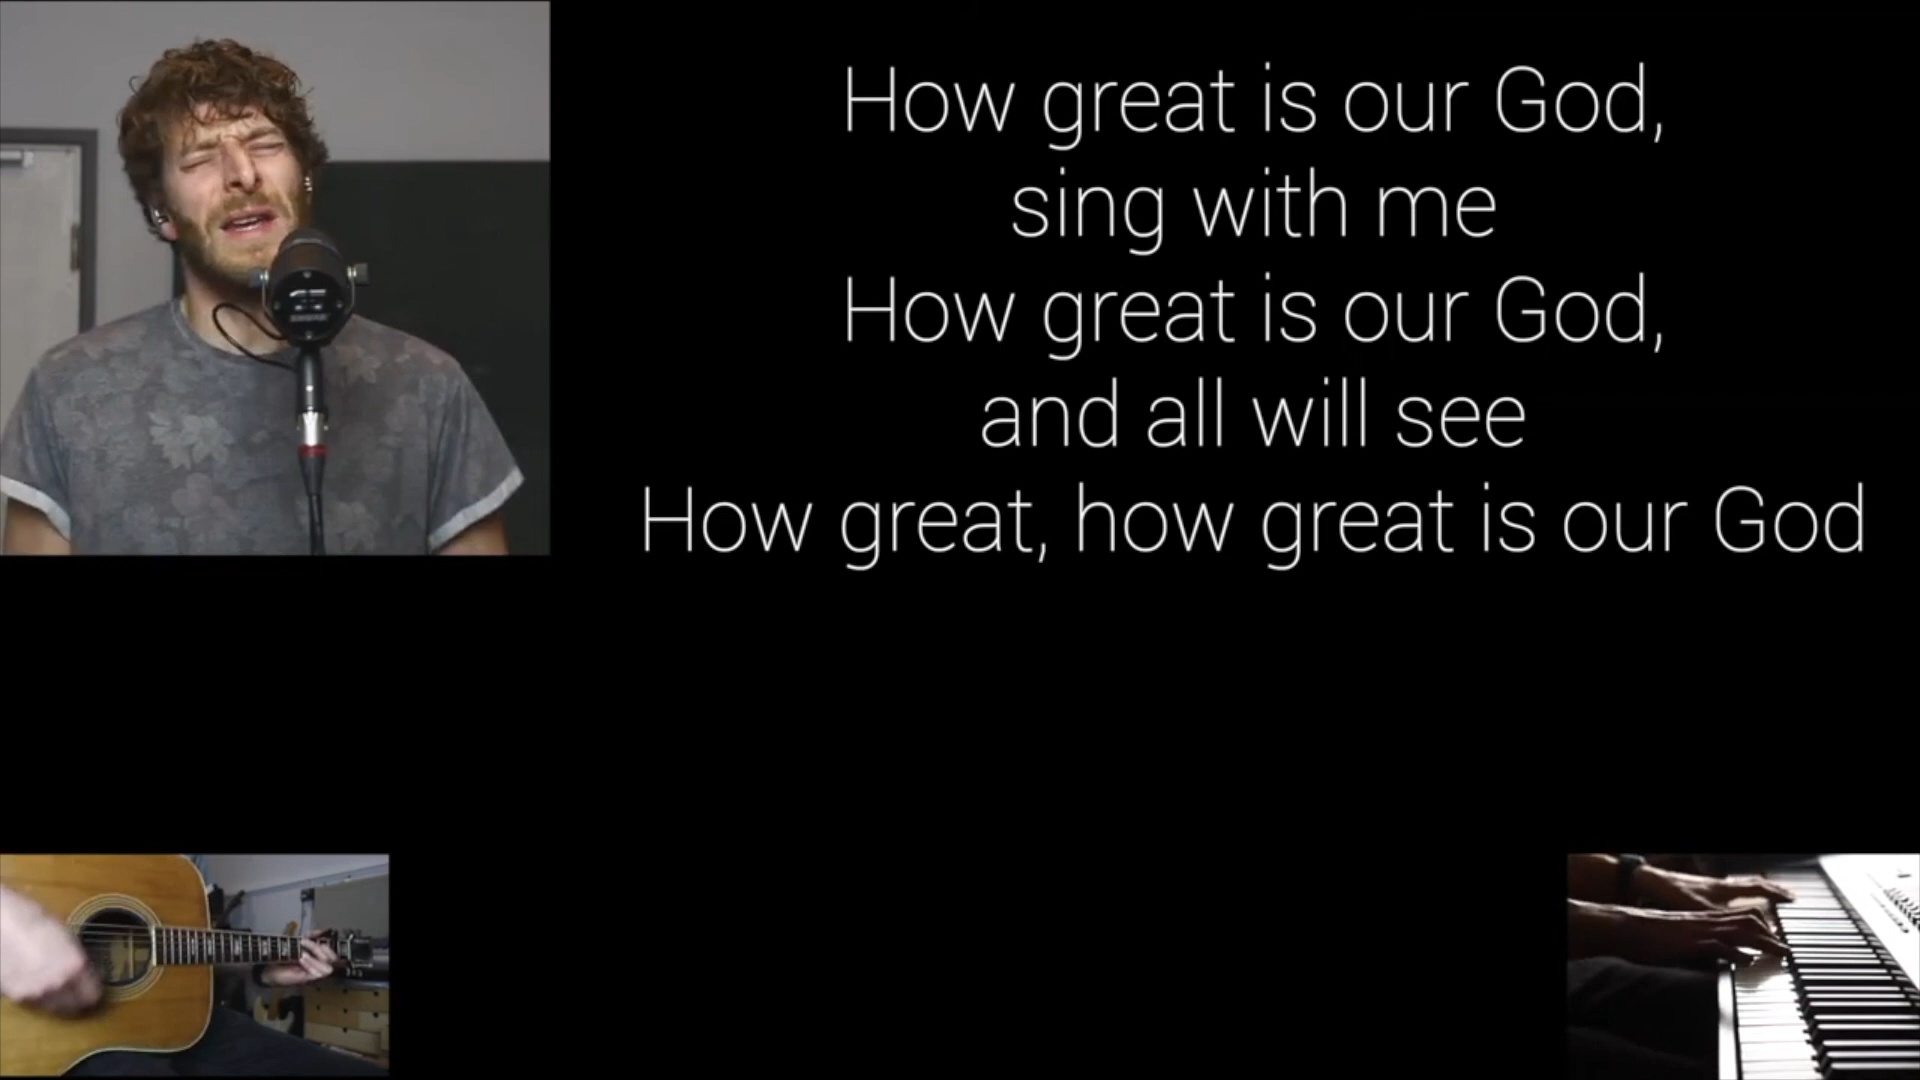 How great is our God,
sing with me
How great is our God,
and all will see
How great, how great is our God